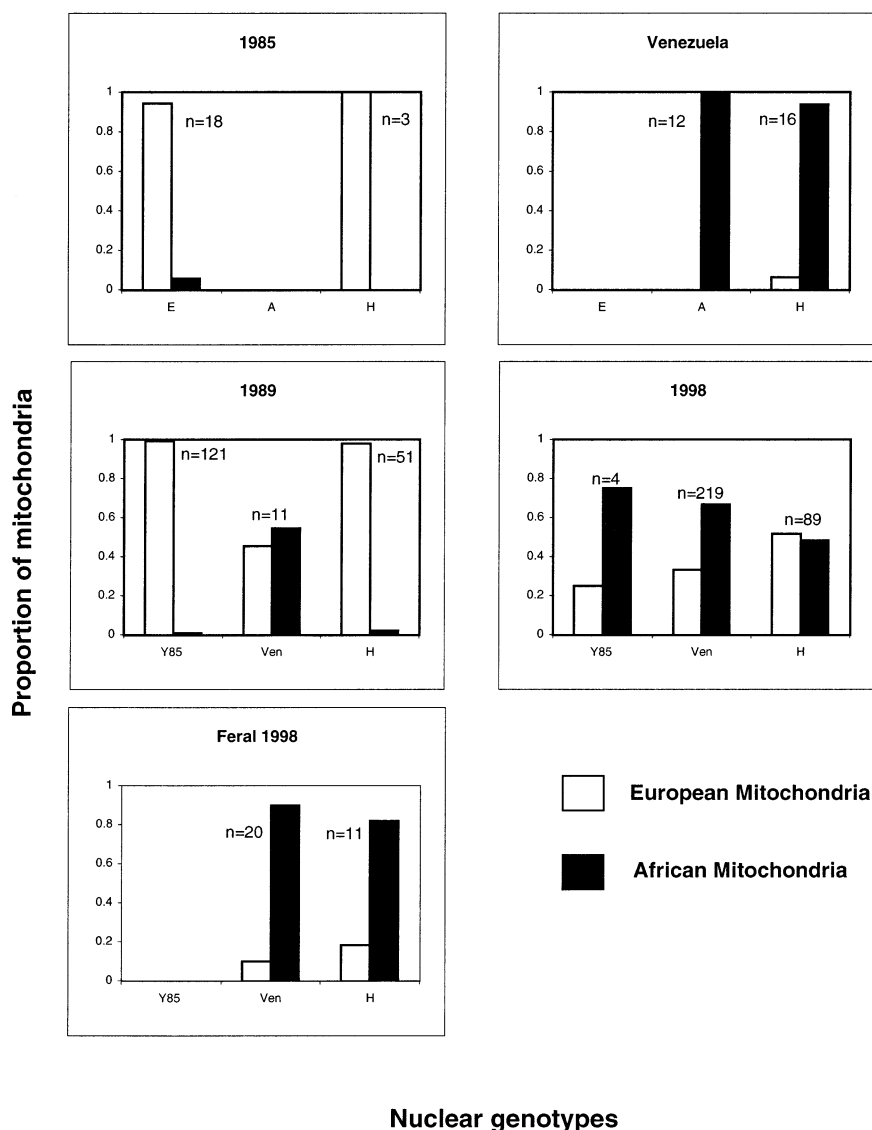 1985
1
0.8
0.6
0.4
0.2
0
n=18
n=3
E A H
Venezuela
1
0.8
0.6
0.4
0.2
0
n=12
n=16
E A H
Proportion of mitochondria
1989
1
0.8
0.6
0.4
0.2
0
n=121
n=11
n=51
Y85 Ven H
1998
1
0.8
0.6
0.4
0.2
0
n=4
n=219
n=89
Y85 Ven H
Feral 1998
1
0.8
0.6
0.4
0.2
0
n=20
n=11
Y85 Ven H
European Mitochondria
African Mitochondria
Nuclear genotypes